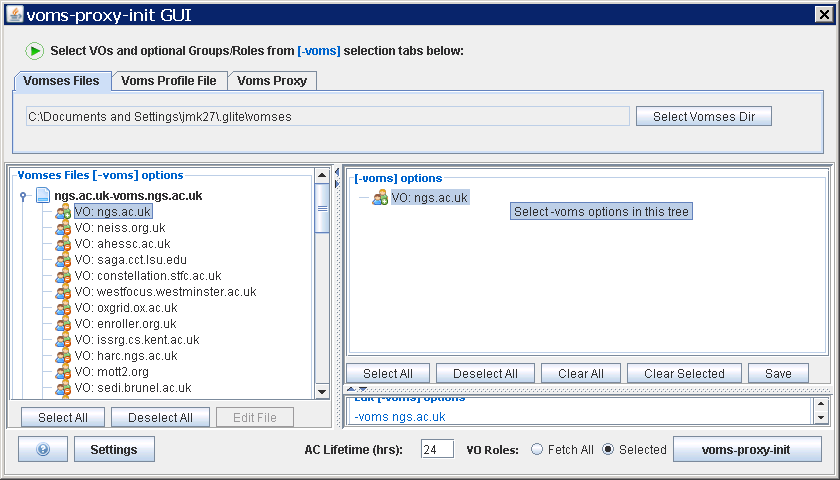 voms-proxy-init GUI
Select VOs and optional Groups/Roles from [-voms] selection tabs below:
Vomses Files
Voms Profile File
Voms Proxy
C:\Documents and Settings\jmk27\.glite\vomses
Select Vomses Dir
Vomses Files [-voms] options
ngs.ac.uk-voms.ngs.ac.uk
VO: ngs.ac.uk
VO: neiss.org.uk
VO: ahessc.ac.uk
VO: saga.cct.lsu.edu
VO: constellation.stfc.ac.uk
VO: westfocus.westminster.ac.uk
VO: oxgrid.ox.ac.uk
VO: enroller.org.uk
VO: issrg.cs.kent.ac.uk
VO: harc.ngs.ac.uk
VO: mott2.org
VO: sedi.brunel.ac.uk
Select All
Deselect All
Edit File
[-voms] options
VO: ngs.ac.uk
Select -voms options in this tree
Select All
Deselect All
Clear All
Clear Selected
Save
Edit [-voms] options
-voms ngs.ac.uk
Settings
AC Lifetime (hrs):
24
VO Roles:
Fetch All
Selected
voms-proxy-init